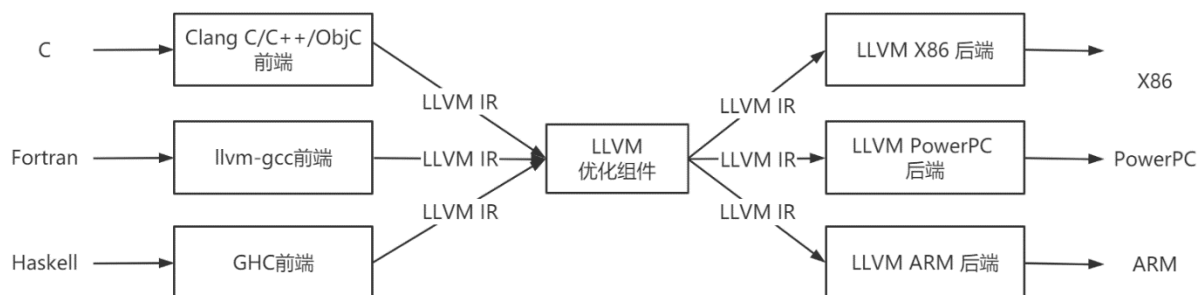 C
Clang C/C++/ObjC
前端
LLVM IR
LLVM X86 后端
X86
Fortran
llvm-gcc前端
LLVM IR
LLVM
优化组件
LLVM IR
LLVM IR
LLVM PowerPC
后端
PowerPC
Haskell
GHC前端
LLVM IR
LLVM IR
LLVM ARM 后端
ARM